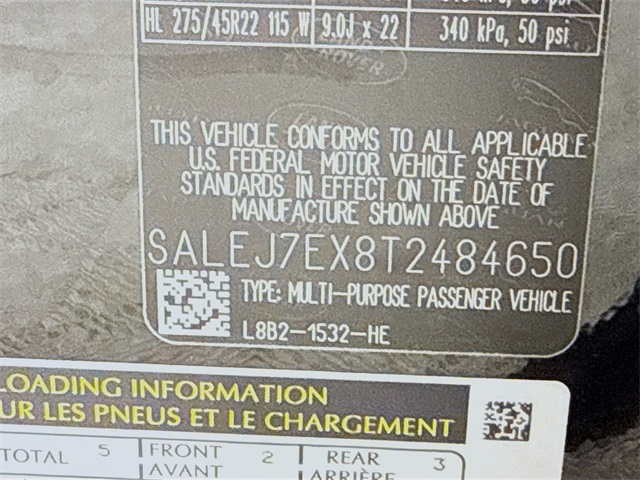 HL 275/45R22 115 W 9.0J x 22 340 kPa, 50 psi
THIS VEHICLE CONFORMS TO ALL APPLICABLE
U.S. FEDERAL MOTOR VEHICLE SAFETY
STANDARDS IN EFFECT ON THE DATE OF
MANUFACTURE SHOWN ABOVE
SALEJ7EX8T2484650
TYPE: MULTI-PURPOSE PASSENGER VEHICLE
L8B2-1532-HE
LOADING INFORMATION
UR LES PNEUS ET LE CHARGEMENT
TOTAL 5 FRONT 2 REAR 3
AVANT ARRIÈRE